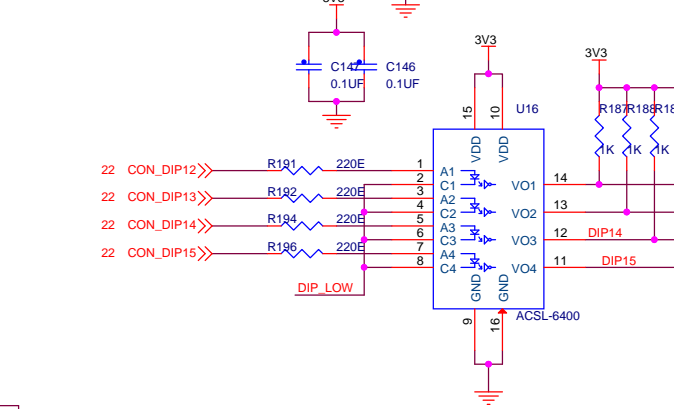 3V3
C147
C146
0.1UF
0.1UF
3V3
3V3
15
10
U16
VDD
VDD
R187
R188
R18
1K
1K
1K
22 CON_DIP12
R191
220E
1
A1
2
C1
VO1
14
22 CON_DIP13
R192
220E
3
A2
4
C2
VO2
13
22 CON_DIP14
R194
220E
5
A3
6
C3
VO3
12
DIP14
22 CON_DIP15
R196
220E
7
A4
8
C4
VO4
11
DIP15
DIP_LOW
GND
GND
9
16
ACSL-6400